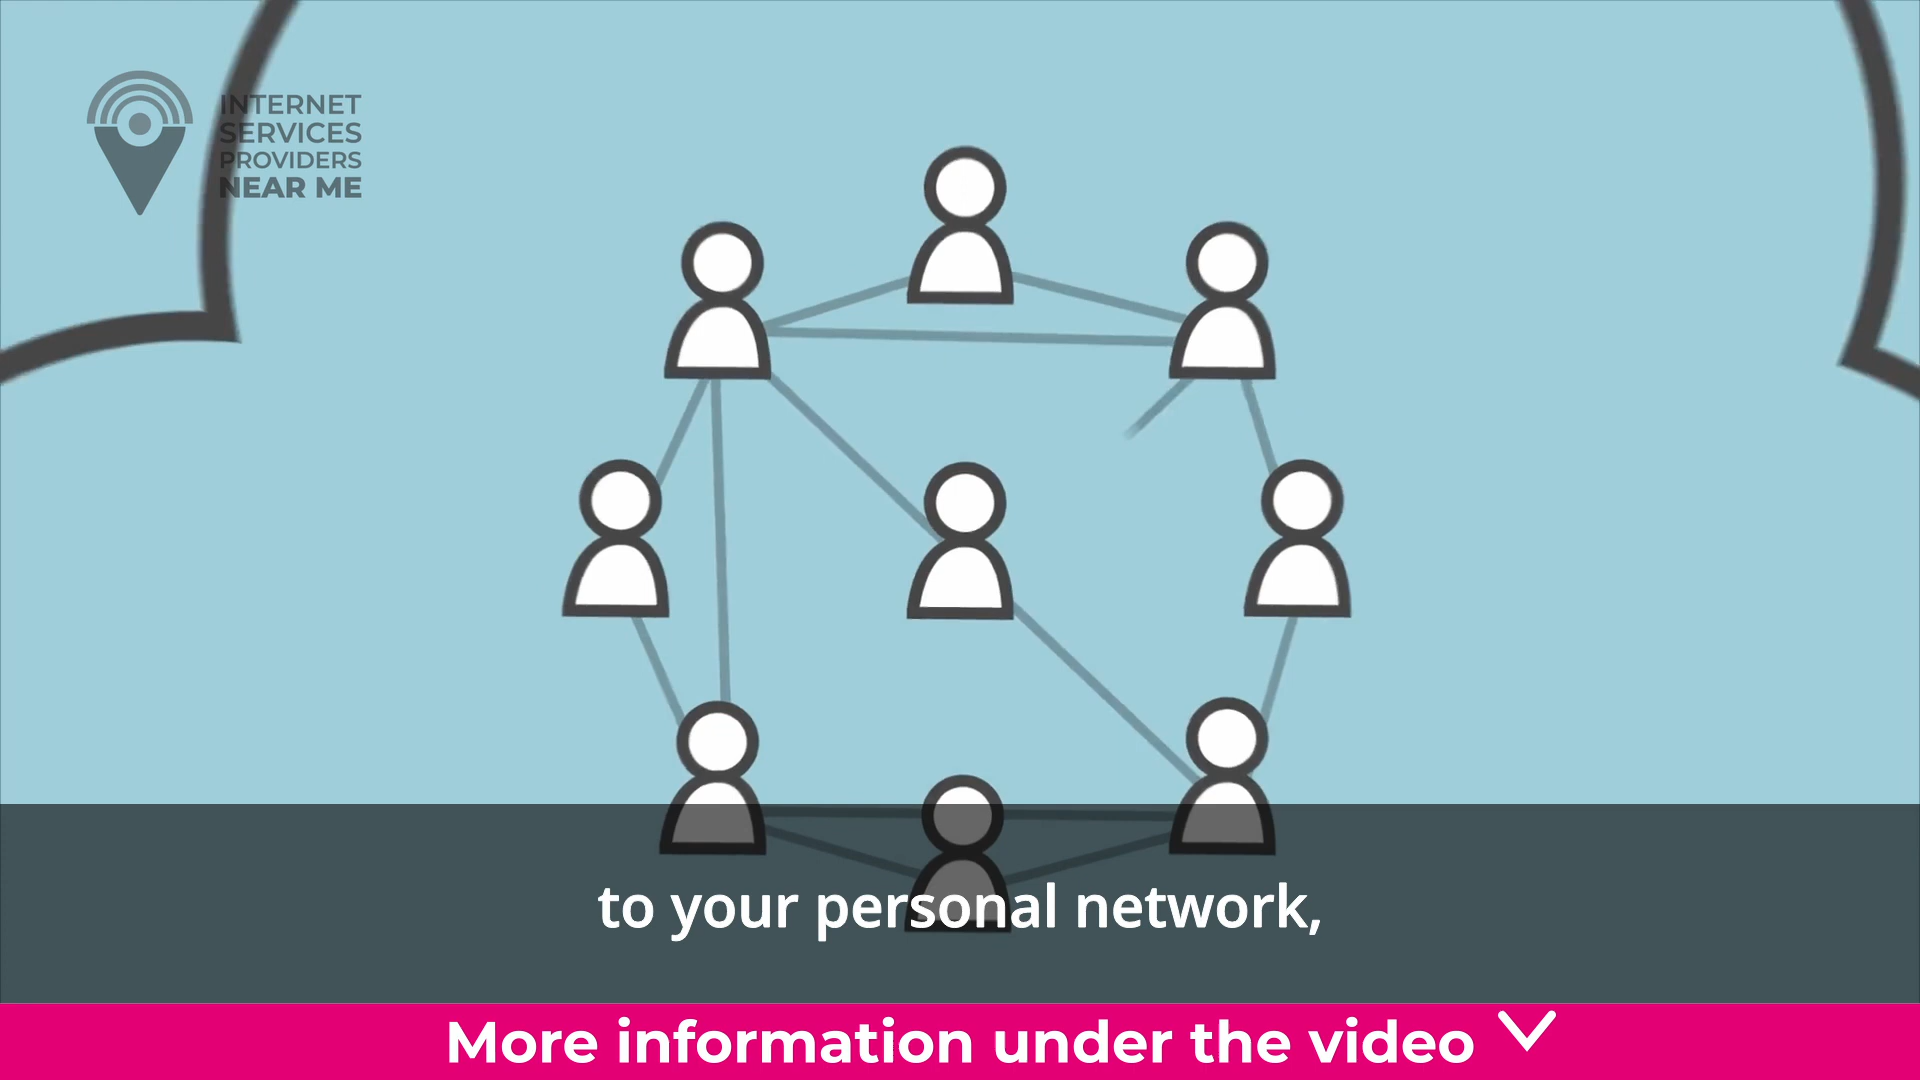 INTERNET
SERVICES
PROVIDERS
NEAR ME
to your personal network,
More information under the video